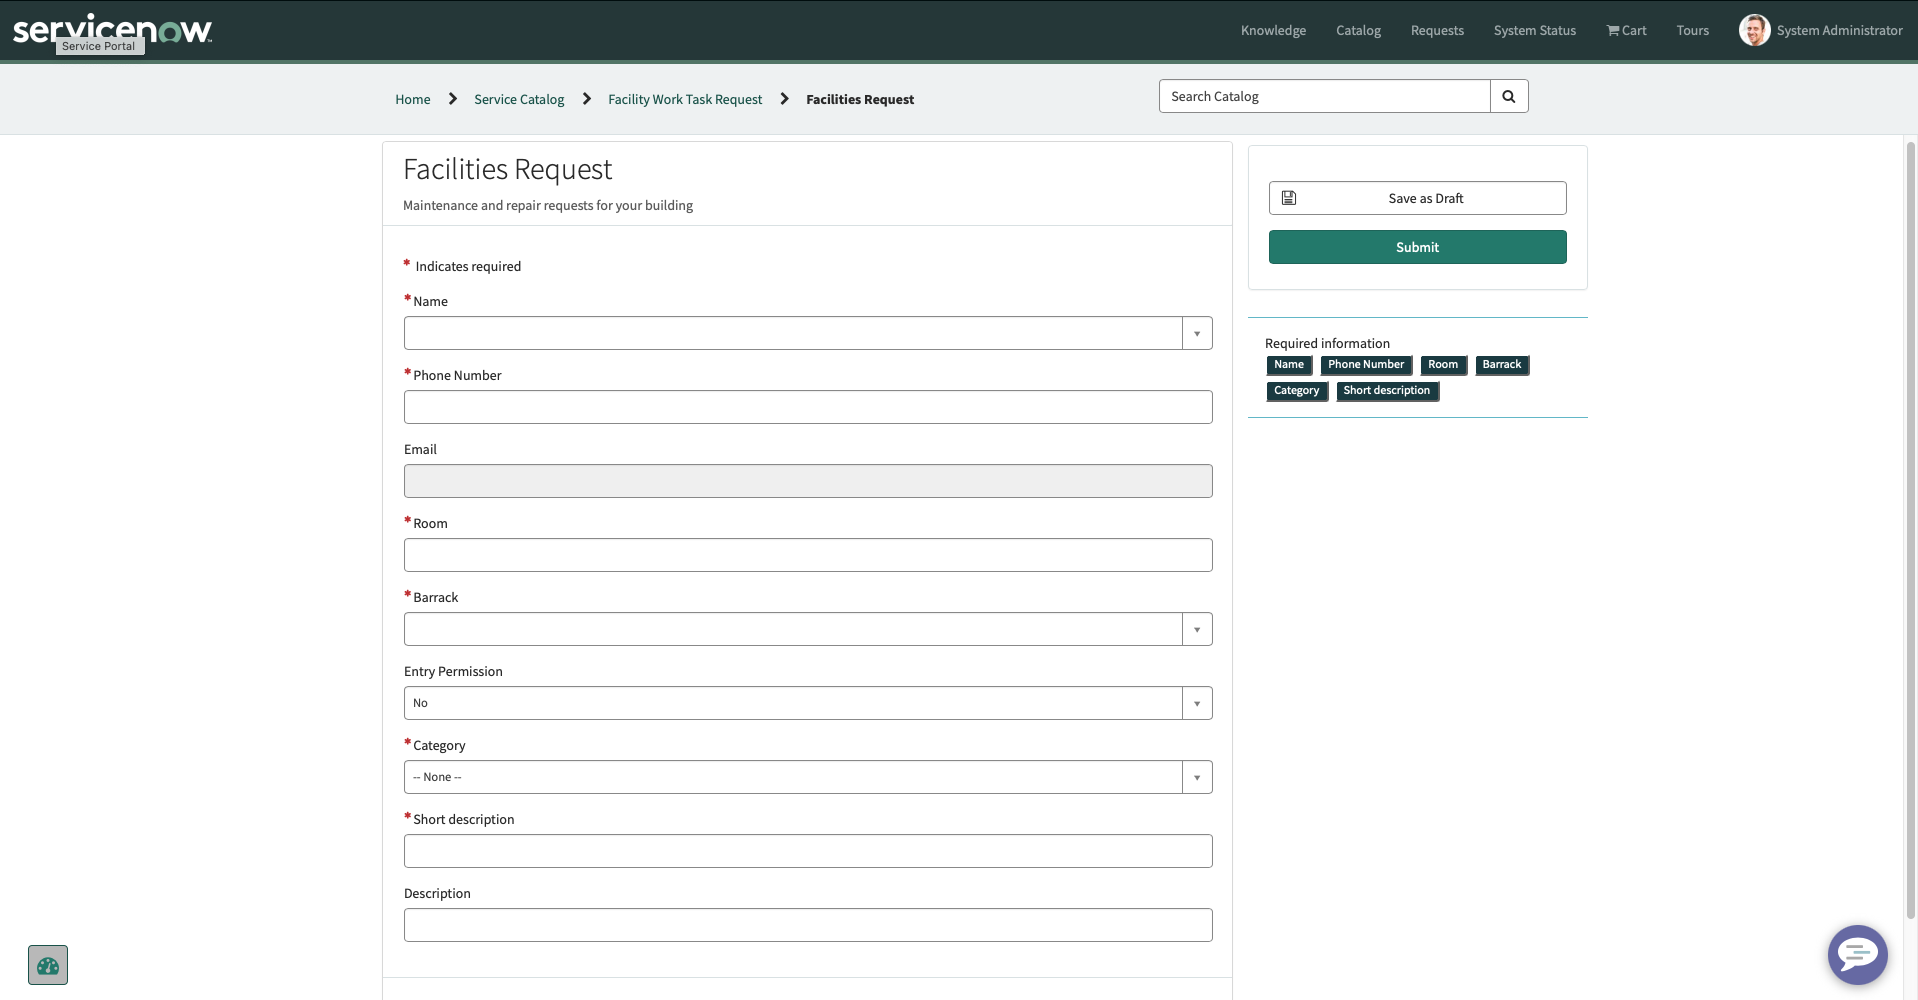 servicenow
Service Portal
Knowledge
Catalog
Requests
System Status
Cart
Tours
System Administrator
Home
Service Catalog
Facility Work Task Request
Facilities Request
Search Catalog
Facilities Request
Maintenance and repair requests for your building
* Indicates required
* Name
* Phone Number
Email
* Room
* Barrack
Entry Permission
No
* Category
-- None --
* Short description
Description
Save as Draft
Submit
Required information
Name
Phone Number
Room
Barrack
Category
Short description